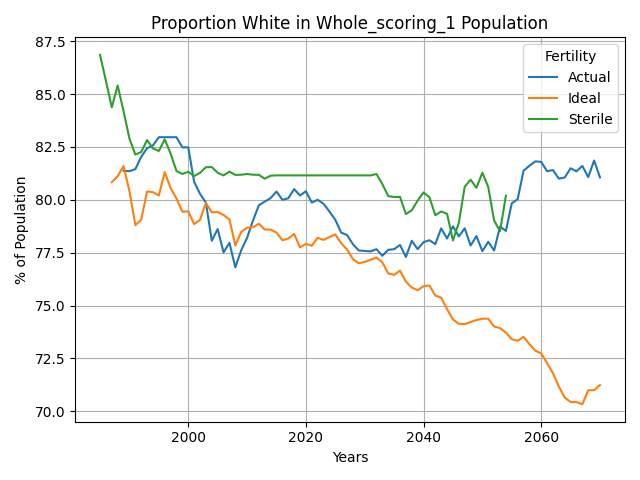 Proportion White in Whole_scoring_1 Population
87.5
85.0
82.5
80.0
77.5
75.0
72.5
70.0
% of Population
Fertility
Actual
Ideal
Sterile
2000
2020
2040
2060
Years